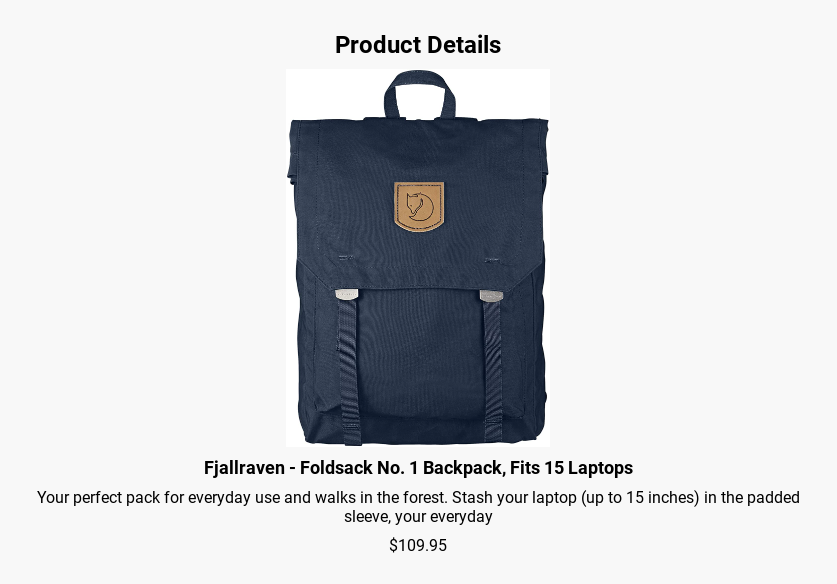 Product Details
Fjallraven - Foldsack No. 1 Backpack, Fits 15 Laptops
Your perfect pack for everyday use and walks in the forest. Stash your laptop (up to 15 inches) in the padded
sleeve, your everyday
$109.95